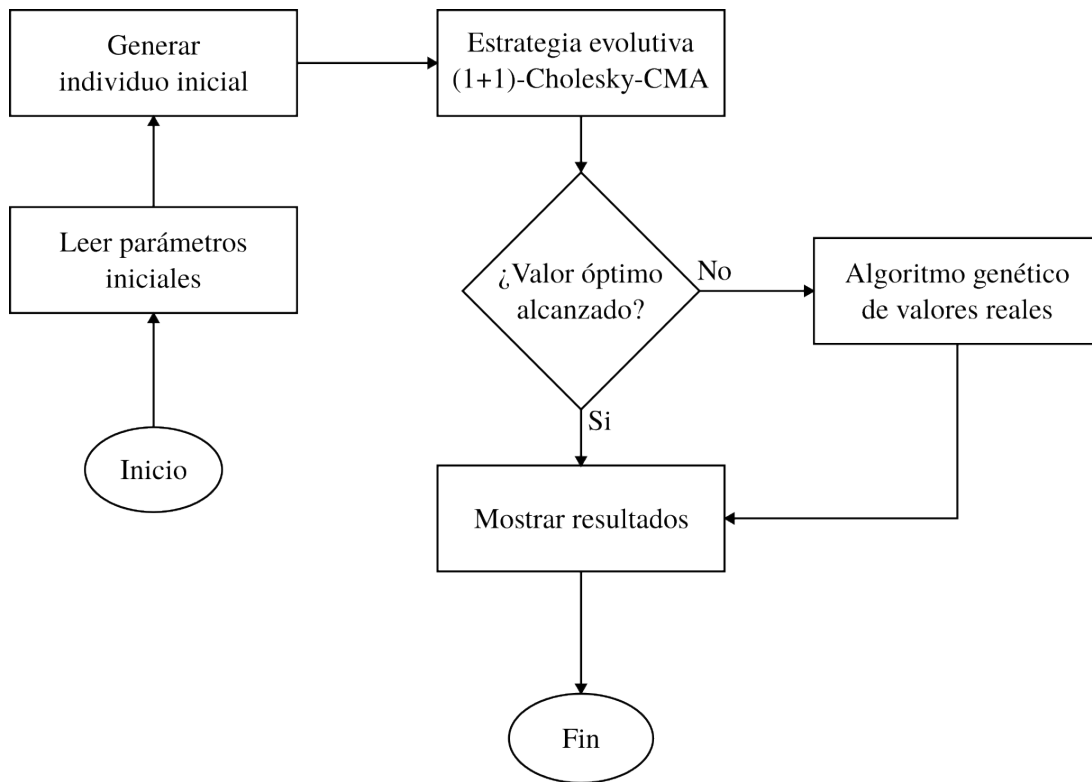 Generar
individuo inicial
Estrategia evolutiva
(1+1)-Cholesky-CMA
Leer parámetros
iniciales
¿Valor óptimo
alcanzado?
No
Algoritmo genético
de valores reales
Si
Inicio
Mostrar resultados
Fin